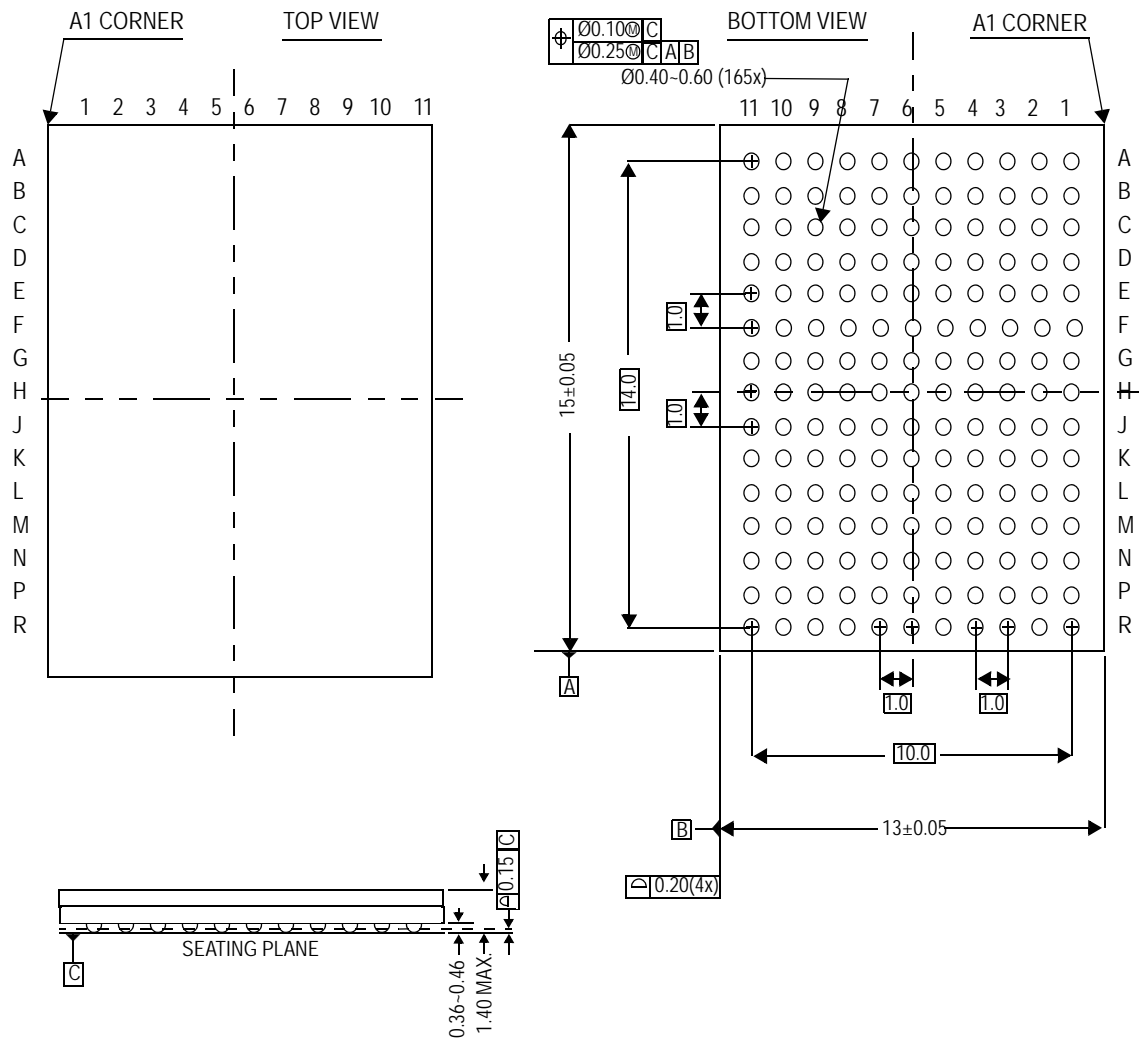 A1 CORNER
TOP VIEW
1 2 3 4 5 6 7 8 9 10 11
A
B
C
D
E
F
G
H
J
K
L
M
N
P
R
Ø0.10Ⓜ C
Ø0.25Ⓜ C A B
BOTTOM VIEW
A1 CORNER
Ø0.40~0.60 (165x)
11 10 9 8 7 6 5 4 3 2 1
A
B
C
D
E
F
G
H
J
K
L
M
N
P
R
15±0.05
14.0
1.0
1.0
A
1.0
1.0
10.0
B
13±0.05
0.20(4x)
0.15 C
SEATING PLANE
C
0.36~0.46
1.40 MAX.